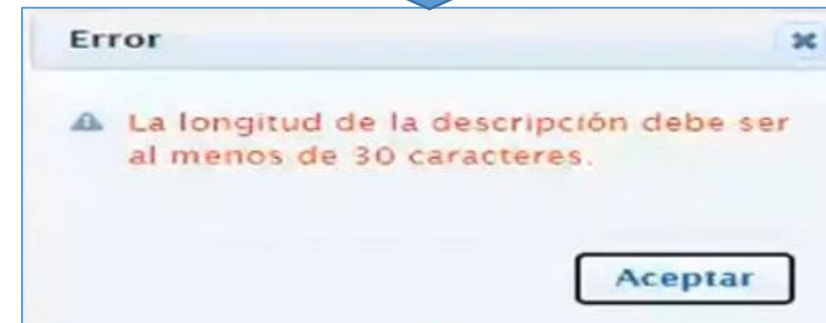 Error
La longitud de la descripción debe ser
al menos de 30 caracteres.
Aceptar